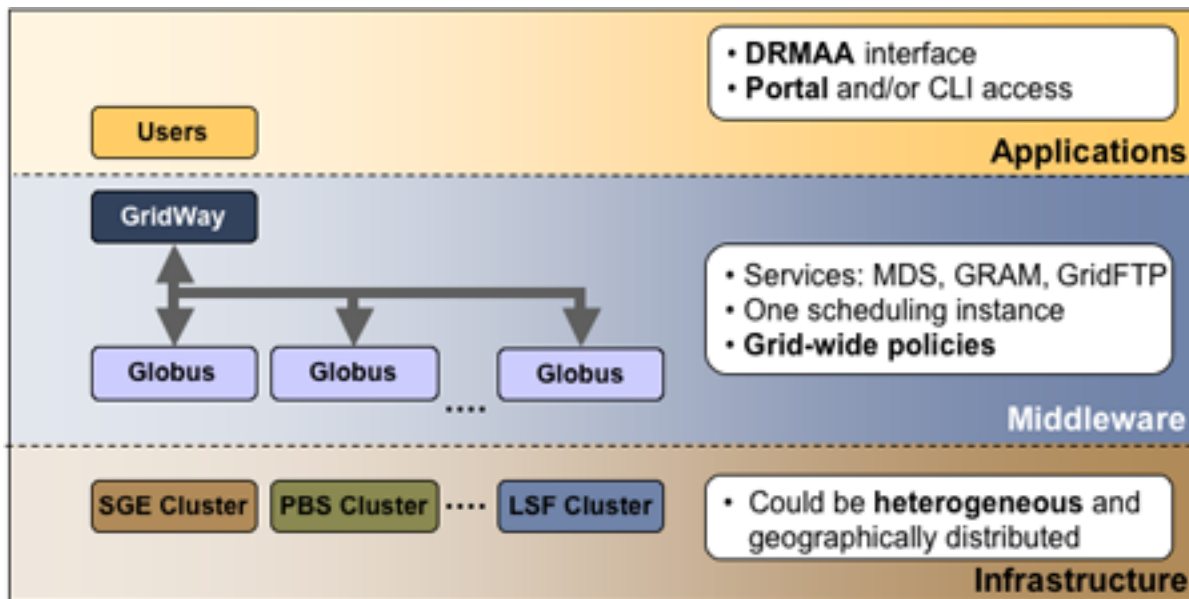 • DRMAA interface
• Portal and/or CLI access
Users
Applications
GridWay
• Services: MDS, GRAM, GridFTP
• One scheduling instance
• Grid-wide policies
Globus
Globus
....
Globus
Middleware
SGE Cluster
PBS Cluster
....
LSF Cluster
• Could be heterogeneous and
geographically distributed
Infrastructure